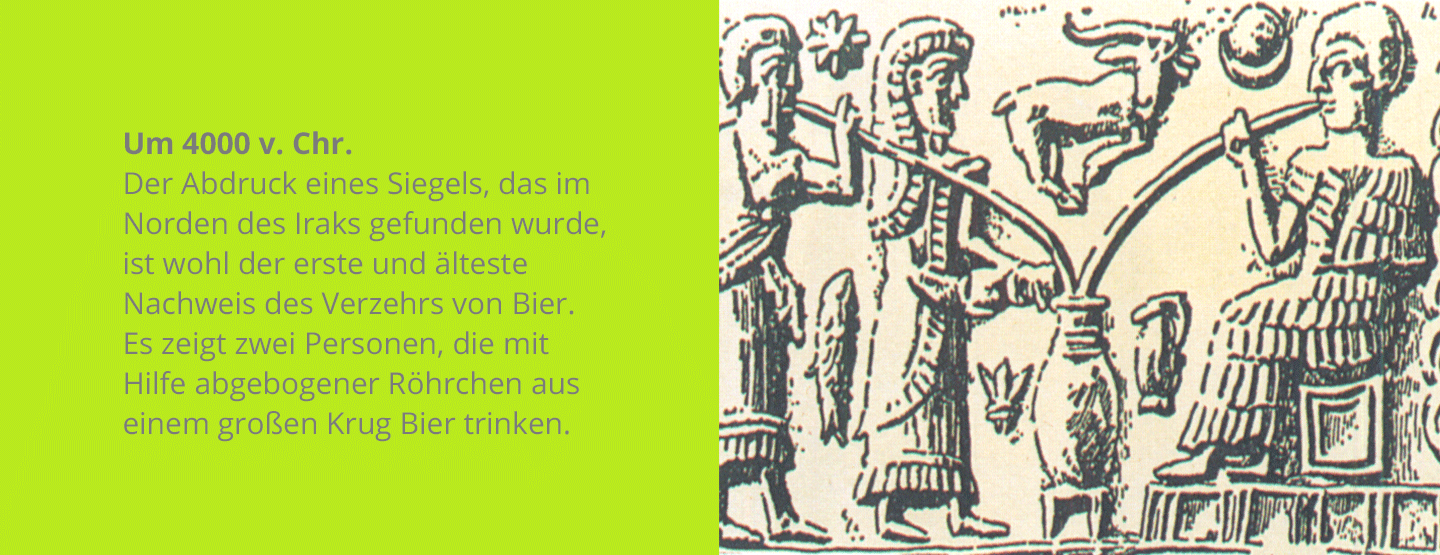 Um 4000 v. Chr.
Der Abdruck eines Siegels, das im
Norden des Iraks gefunden wurde,
ist wohl der erste und älteste
Nachweis des Verzehrs von Bier.
Es zeigt zwei Personen, die mit
Hilfe abgebogener Röhrchen aus
einem großen Krug Bier trinken.